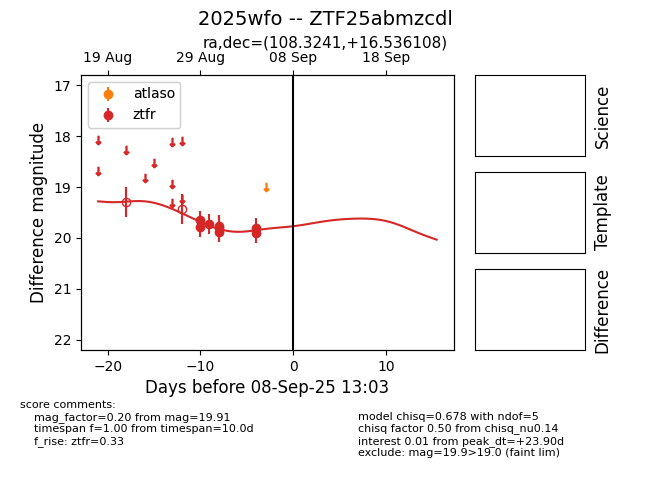 2025wfo -- ZTF25abmzcdl
ra,dec=(108.3241,+16.536108)
19 Aug 29 Aug 08 Sep 18 Sep
atlaso
ztfr
17
18
19
20
21
22
Difference magnitude
−20 −10 0 10
Days before 08-Sep-25 13:03
Science
Template
Difference
score comments:
mag_factor=0.20 from mag=19.91
timespan f=1.00 from timespan=10.0d
f_rise: ztfr=0.33
model chisq=0.678 with ndof=5
chisq factor 0.50 from chisq_nu0.14
interest 0.01 from peak_dt=+23.90d
exclude: mag=19.9>19.0 (faint lim)